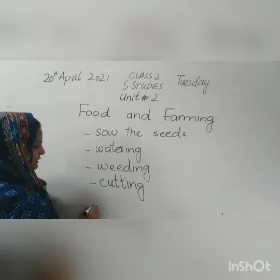 20th April 2021 CLASS 2 Tuesday
S.STUDIES
Unit # 2
Food and Farming
- sow the seeds
- watering
- weeding
- cutting
InShOt